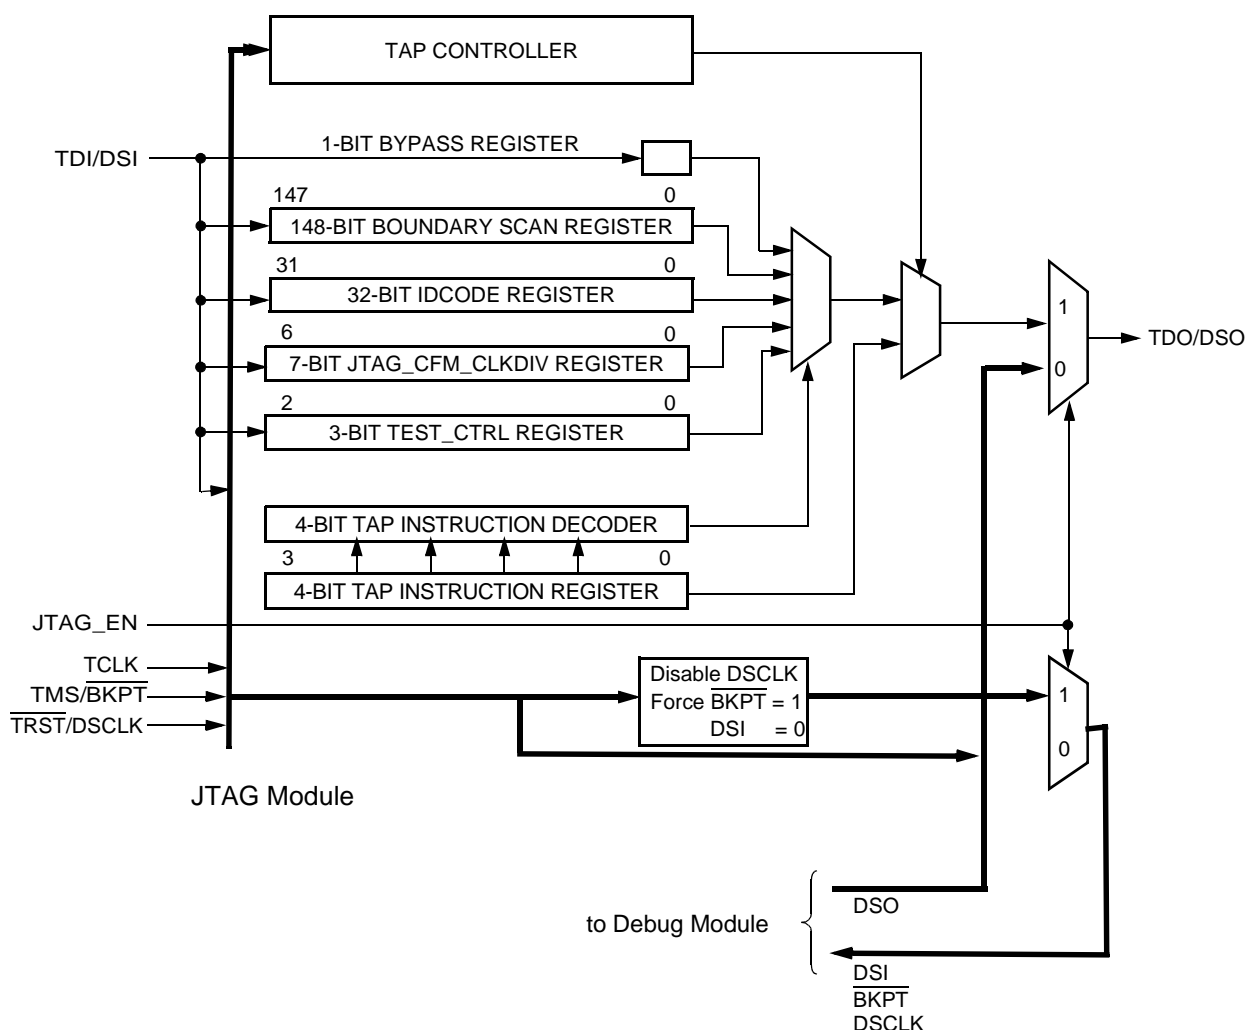 TAP CONTROLLER
1-BIT BYPASS REGISTER
TDI/DSI
147 0
148-BIT BOUNDARY SCAN REGISTER
31 0
32-BIT IDCODE REGISTER
6 0
7-BIT JTAG_CFM_CLKDIV REGISTER
2 0
3-BIT TEST_CTRL REGISTER
1
0
TDO/DSO
4-BIT TAP INSTRUCTION DECODER
3 0
4-BIT TAP INSTRUCTION REGISTER
JTAG_EN
TCLK
TMS/BKPT
TRST/DSCLK
Disable DSCLK
Force BKPT = 1
DSI = 0
1
0
JTAG Module
to Debug Module
DSO
DSI
BKPT
DSCLK